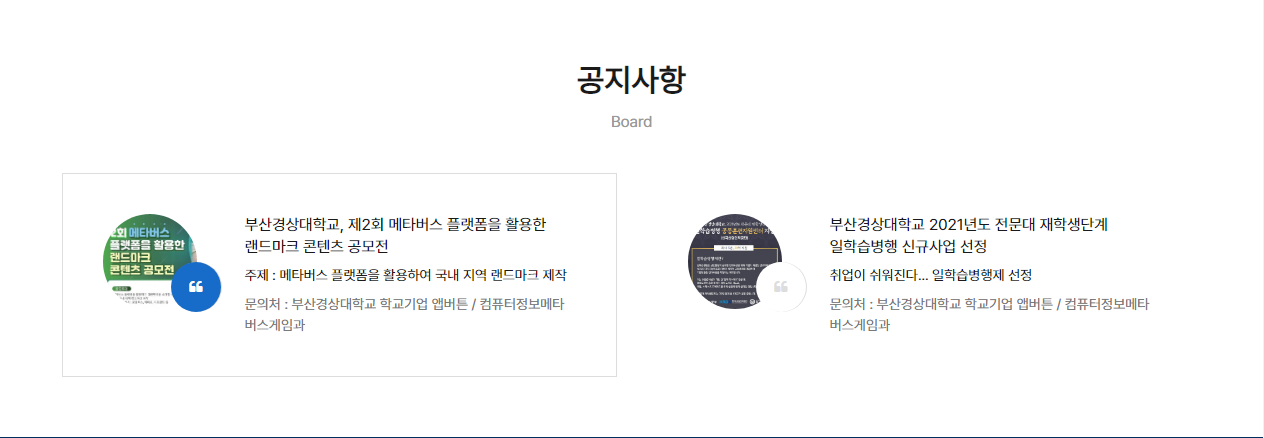 공지사항
Board
2회 메타버스
플랫폼을 활용한
랜드마크
콘텐츠 공모전
부산경상대학교, 제2회 메타버스 플랫폼을 활용한
랜드마크 콘텐츠 공모전
주제 : 메타버스 플랫폼을 활용하여 국내 지역 랜드마크 제작
문의처 : 부산경상대학교 학교기업 앱버튼 / 컴퓨터정보메타
버스게임과
부산경상대학교 2021년도 전문대 재학생단계
일학습병행 신규사업 선정
취업이 쉬워진다... 일학습병행제 선정
문의처 : 부산경상대학교 학교기업 앱버튼 / 컴퓨터정보메타
버스게임과